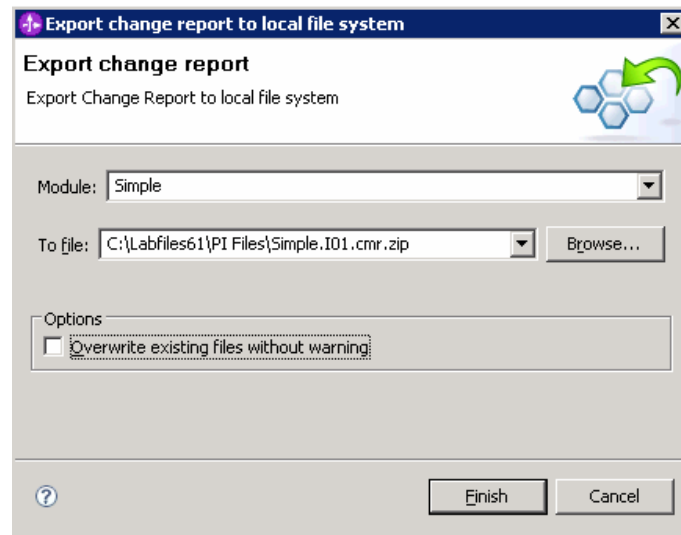 Export change report to local file system
Export change report
Export Change Report to local file system
Module: Simple
To file: C:\Labfiles61\PI Files\Simple.I01.cmr.zip Browse...
Options
Overwrite existing files without warning
? Finish Cancel